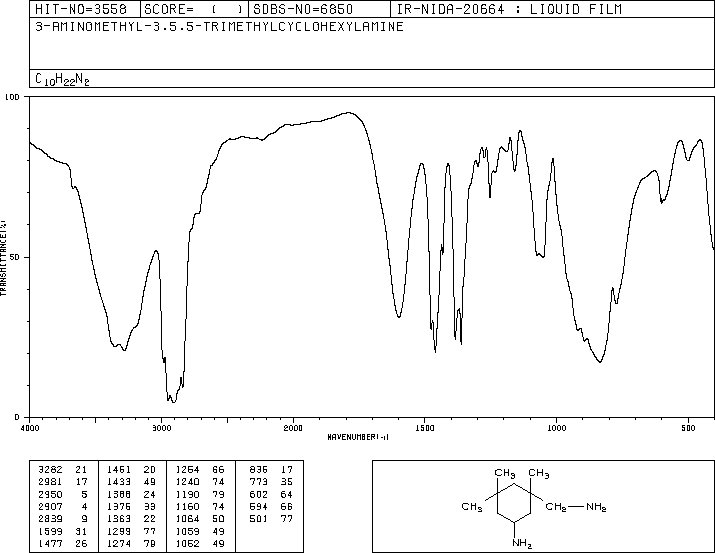 HIT-NO=3558 SCORE= ( ) SDBS-NO=6850 IR-NIDA-20664 : LIQUID FILM
3-AMINOMETHYL-3.5.5-TRIMETHYLCYCLOHEXYLAMINE
C10H22N2
100
TRANSMITTANCE(%)
50
0
4000 3000 2000 1500 1000 500
WAVENUMBER(-1)
3282 21 1461 20 1254 66 836 17
2981 17 1433 49 1240 74 773 35
2950 5 1388 24 1190 79 602 64
2907 4 1376 33 1160 74 594 66
2839 9 1363 22 1064 50 501 77
1599 31 1299 77 1059 49
1477 26 1274 79 1052 49
CH3 CH3
CH3 CH2 NH2
NH2